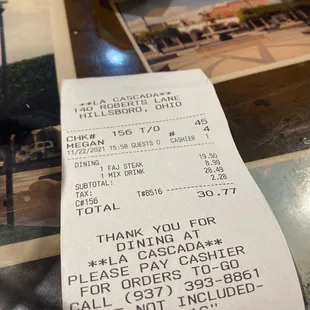 **LA CASCADA**
140 ROBERTS LANE
HILLSBORO, OHIO
45
CHK# 156 T/O # 4
MEGAN CASHIER 1
11/22/2021 15:58 GUESTS 0
DINING
1 FAJ STEAK 19.50
1 MIX DRINK 8.99
SUBTOTAL: 28.49
TAX: 2.28
C#156 T#8516
TOTAL 30.77
THANK YOU FOR
DINING AT
**LA CASCADA**
PLEASE PAY CASHIER
FOR ORDERS TO-GO
CALL (937) 393-8861
NOT INCLUDED-